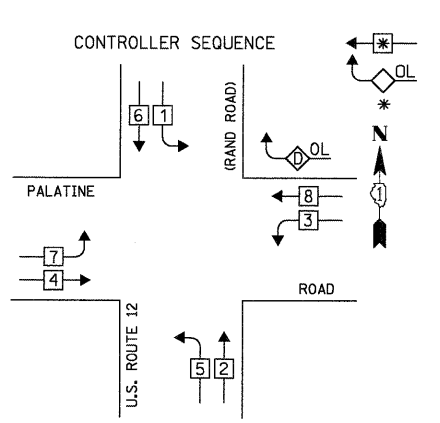 CONTROLLER SEQUENCE
*
OL
*
N
1
6 1
(RAND ROAD)
D OL
PALATINE
8
3
7
4
ROAD
U.S. ROUTE 12
5 2